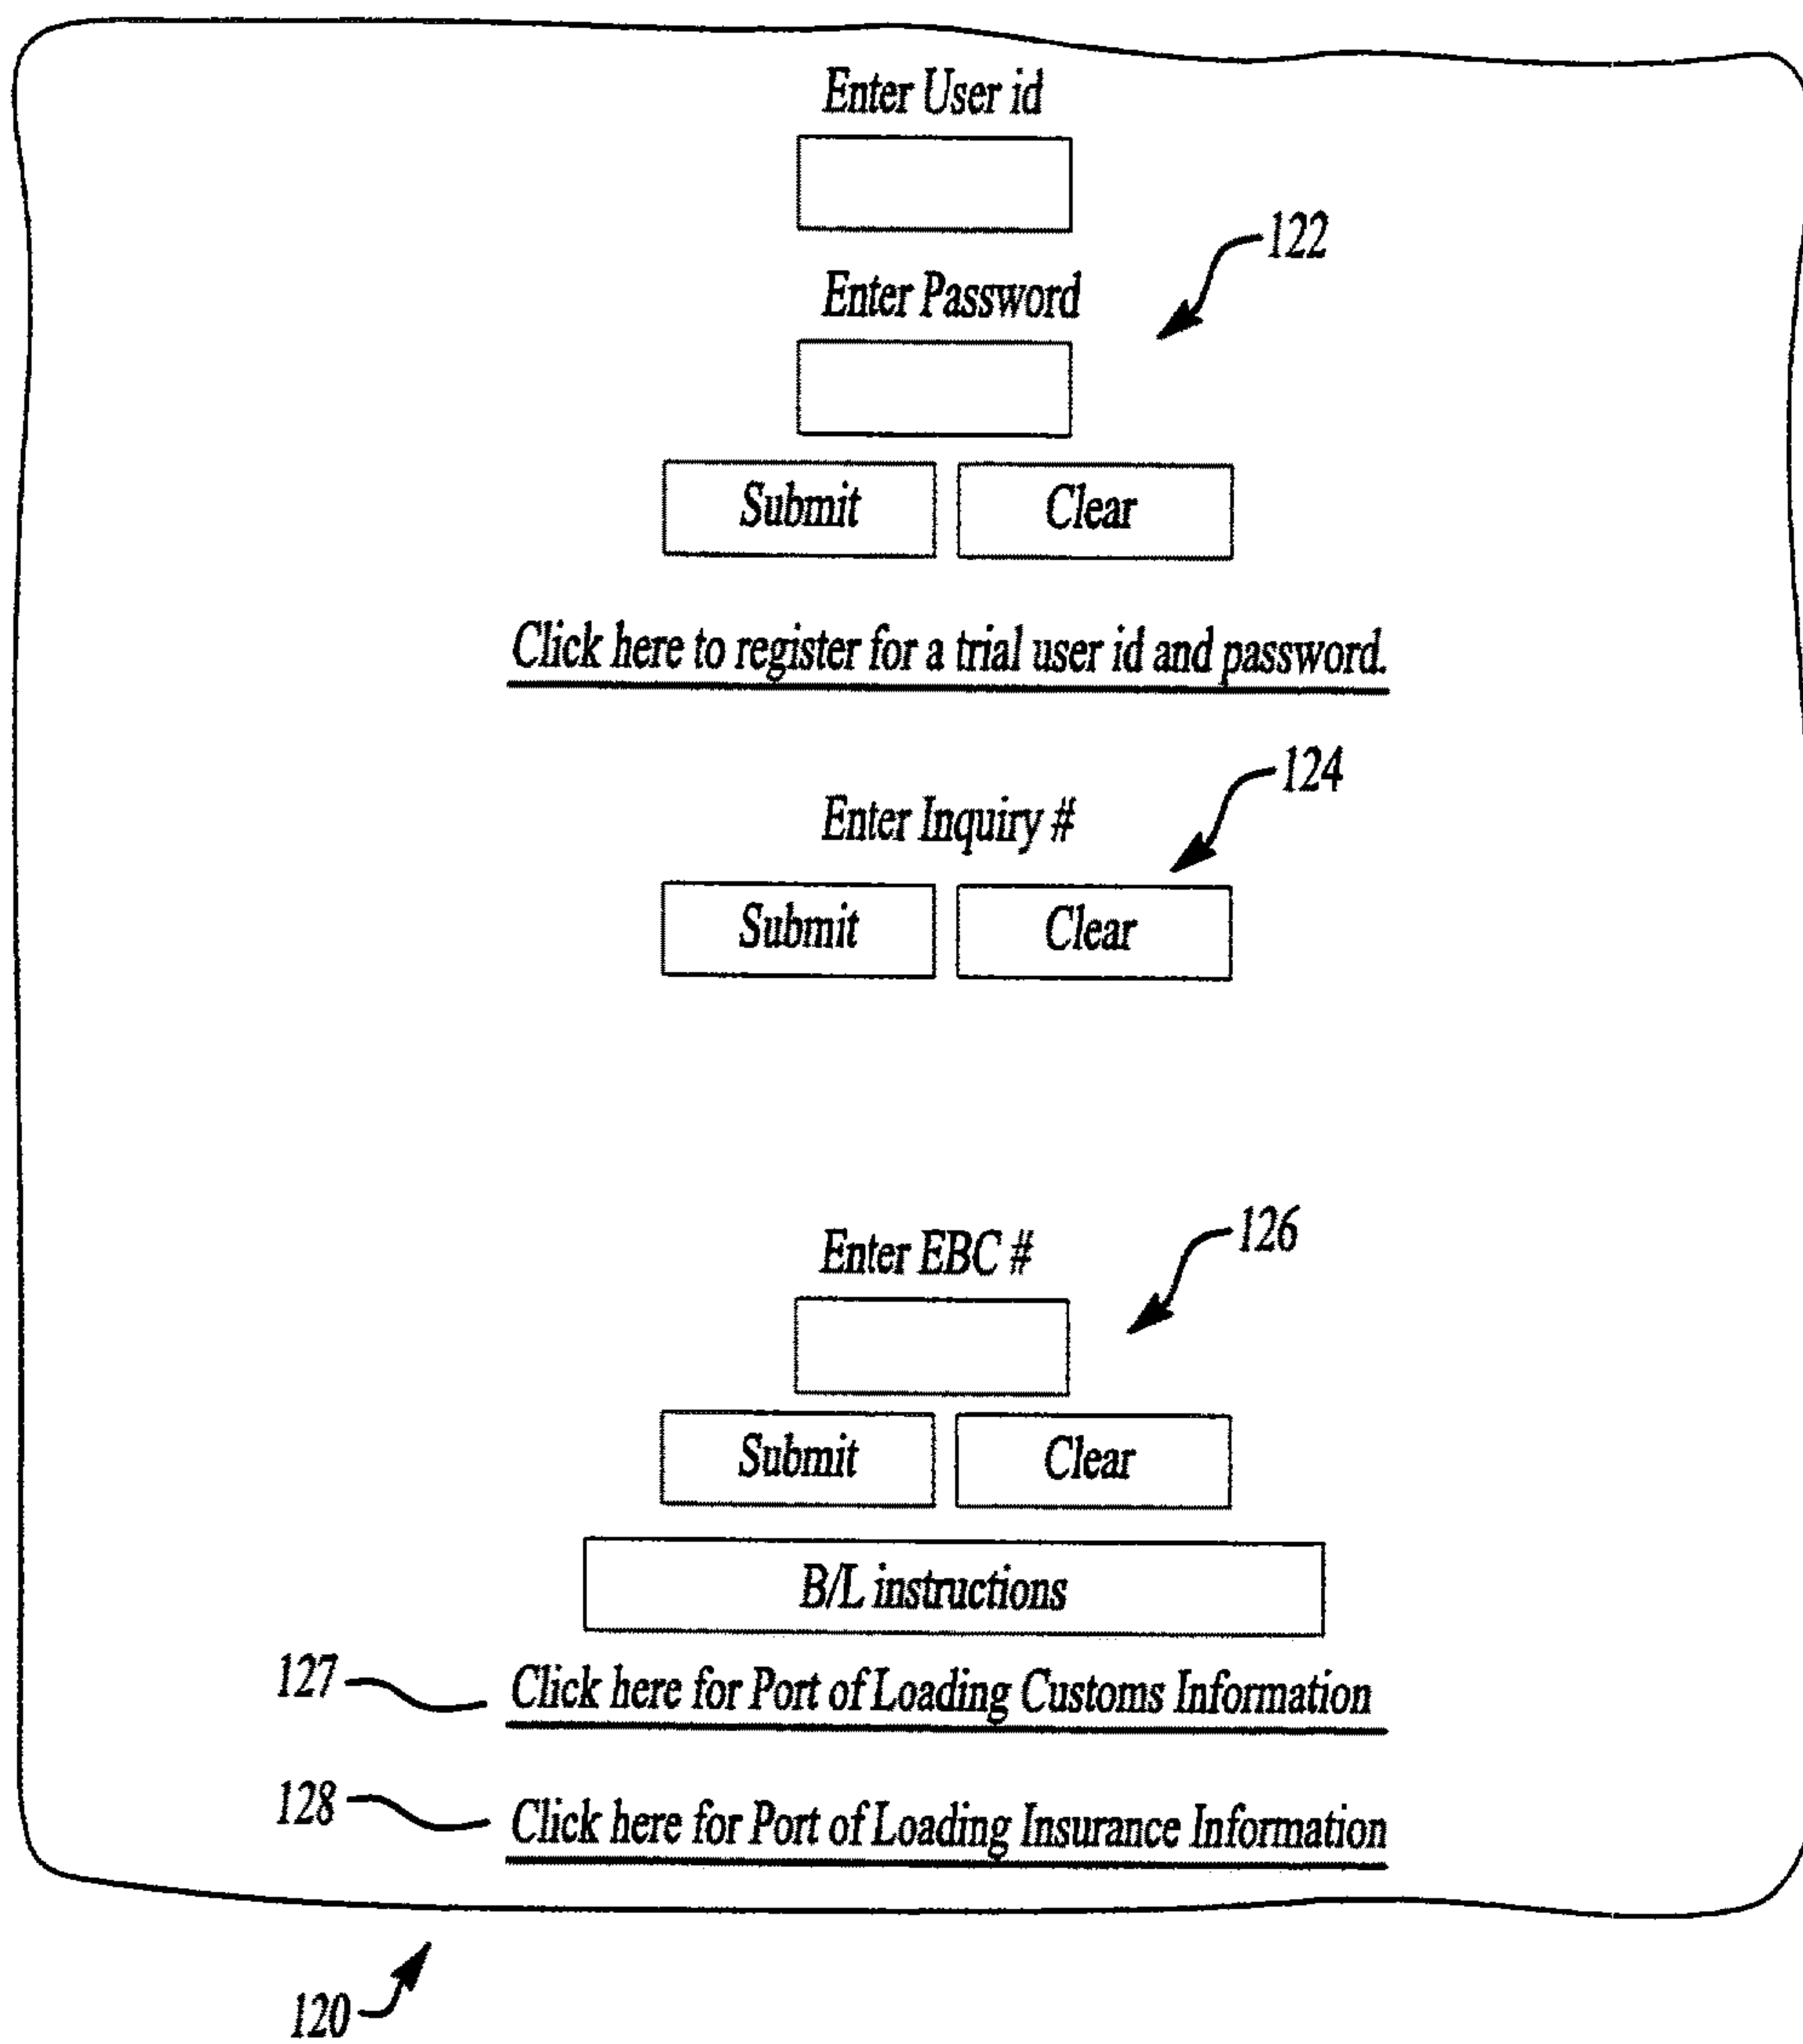 Enter User id
122
Enter Password
Submit Clear
Click here to register for a trial user id and password.
124
Enter Inquiry #
Submit Clear
126
Enter EBC #
Submit Clear
B/L instructions
127 Click here for Port of Loading Customs Information
128 Click here for Port of Loading Insurance Information
120